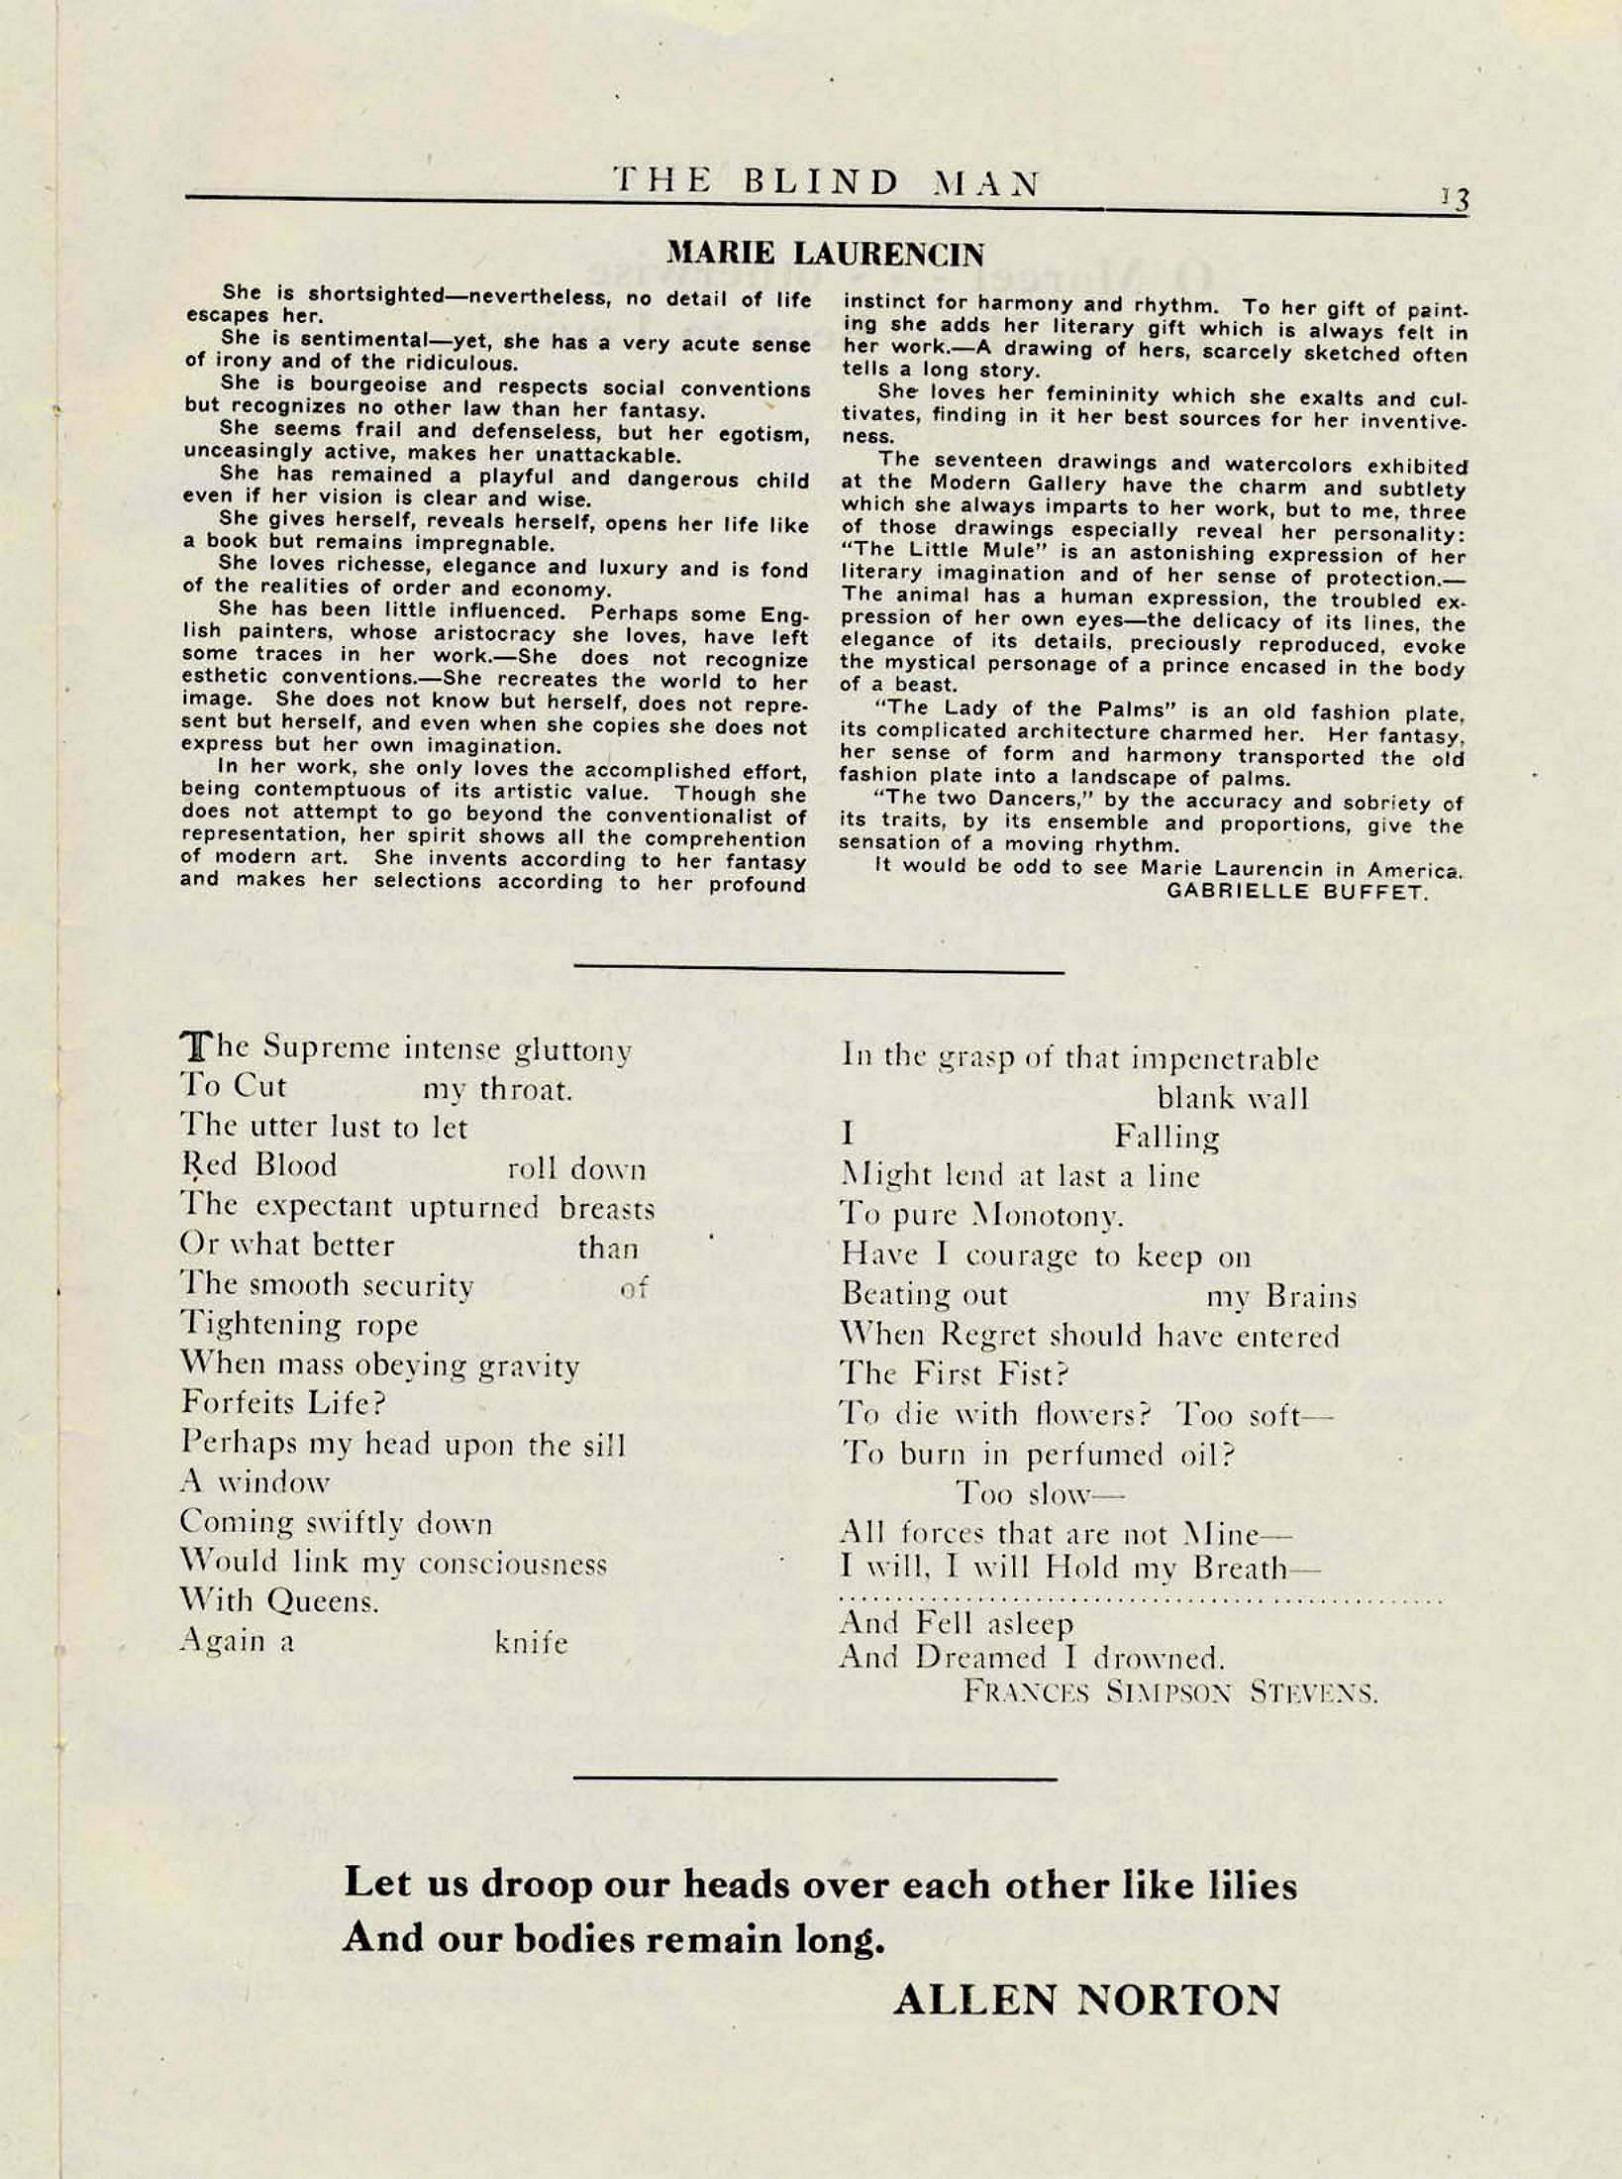 THE BLIND MAN
13
MARIE LAURENCIN
She is shortsighted—nevertheless, no detail of life
escapes her.
She is sentimental—yet, she has a very acute sense
of irony and of the ridiculous.
She is bourgeoise and respects social conventions
but recognizes no other law than her fantasy.
She seems frail and defenseless, but her egotism,
unceasingly active, makes her unattackable.
She has remained a playful and dangerous child
even if her vision is clear and wise.
She gives herself, reveals herself, opens her life like
a book but remains impregnable.
She loves richesse, elegance and luxury and is fond
of the realities of order and economy.
She has been little influenced. Perhaps some Eng-
lish painters, whose aristocracy she loves, have left
some traces in her work.—She does not recognize
esthetic conventions.—She recreates the world to her
image. She does not know but herself, does not repre-
sent but herself, and even when she copies she does not
express but her own imagination.
In her work, she only loves the accomplished effort,
being contemptuous of its artistic value. Though she
does not attempt to go beyond the conventionalist of
representation, her spirit shows all the comprehention
of modern art. She invents according to her fantasy
and makes her selections according to her profound
instinct for harmony and rhythm. To her gift of paint-
ing she adds her literary gift which is always felt in
her work.—A drawing of hers, scarcely sketched often
tells a long story.
She loves her femininity which she exalts and cul-
tivates, finding in it her best sources for her inventive-
ness.
The seventeen drawings and watercolors exhibited
at the Modern Gallery have the charm and subtlety
which she always imparts to her work, but to me, three
of those drawings especially reveal her personality:
"The Little Mule" is an astonishing expression of her
literary imagination and of her sense of protection.—
The animal has a human expression, the troubled ex-
pression of her own eyes—the delicacy of its lines, the
elegance of its details, preciously reproduced, evoke
the mystical personage of a prince encased in the body
of a beast.
"The Lady of the Palms" is an old fashion plate,
its complicated architecture charmed her. Her fantasy,
her sense of form and harmony transported the old
fashion plate into a landscape of palms.
"The two Dancers," by the accuracy and sobriety of
its traits, by its ensemble and proportions, give the
sensation of a moving rhythm.
It would be odd to see Marie Laurencin in America.
GABRIELLE BUFFET.
The Supreme intense gluttony
To Cut my throat.
The utter lust to let
Red Blood roll down
The expectant upturned breasts
Or what better than
The smooth security of
Tightening rope
When mass obeying gravity
Forfeits Life?
Perhaps my head upon the sill
A window
Coming swiftly down
Would link my consciousness
With Queens.
Again a knife
In the grasp of that impenetrable
blank wall
I Falling
Might lend at last a line
To pure Monotony.
Have I courage to keep on
Beating out my Brains
When Regret should have entered
The First Fist?
To die with flowers? Too soft—
To burn in perfumed oil?
Too slow—
All forces that are not Mine—
I will, I will Hold my Breath—
..................................................
And Fell asleep
And Dreamed I drowned.
FRANCES SIMPSON STEVENS.
Let us droop our heads over each other like lilies
And our bodies remain long.
ALLEN NORTON